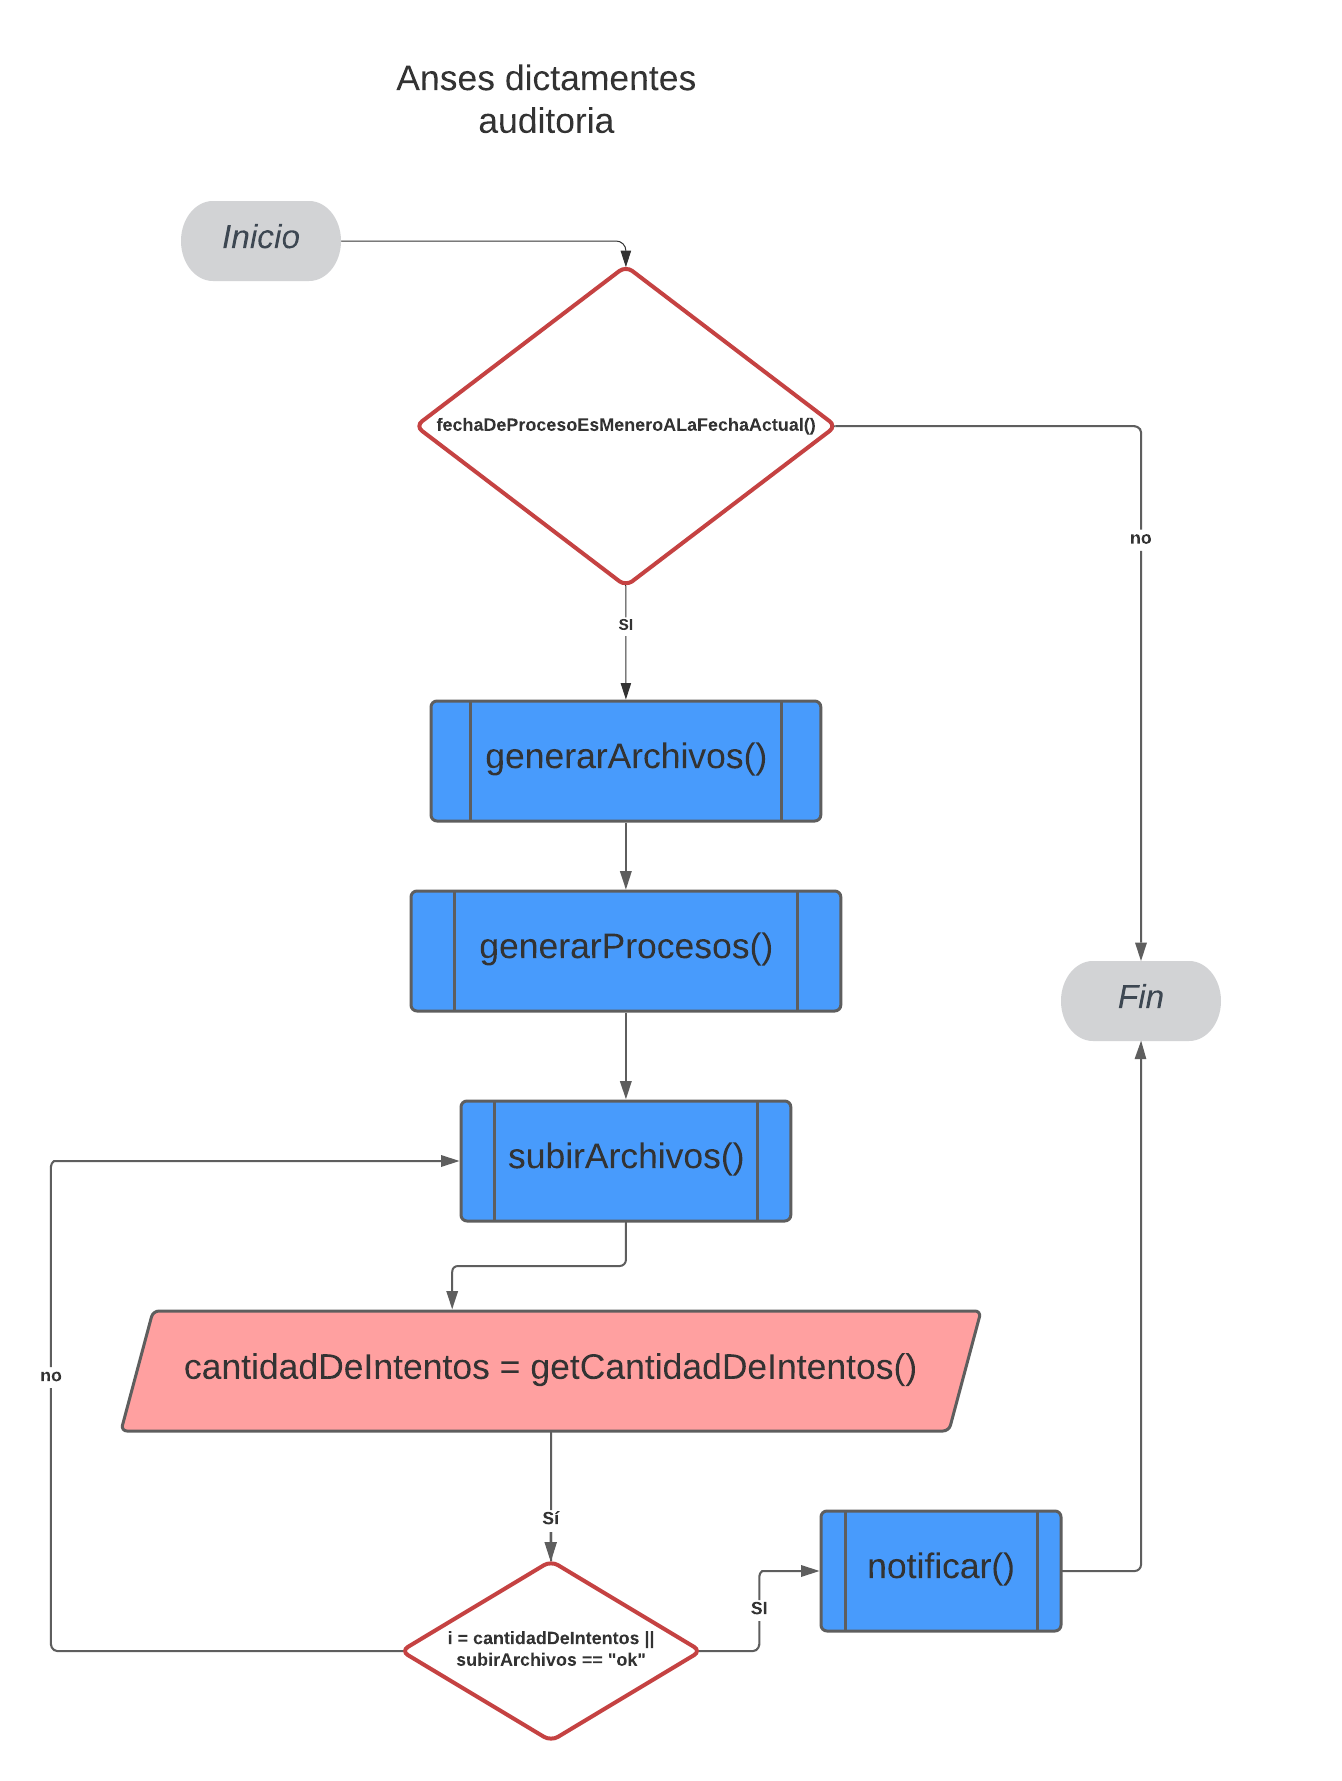 Anses dictamentes
auditoria
Inicio
fechaDeProcesoEsMeneroALaFechaActual()
no
SI
generarArchivos()
generarProcesos()
Fin
subirArchivos()
cantidadDeIntentos = getCantidadDeIntentos()
no
Sí
notificar()
SI
i = cantidadDeIntentos ||
subirArchivos == "ok"